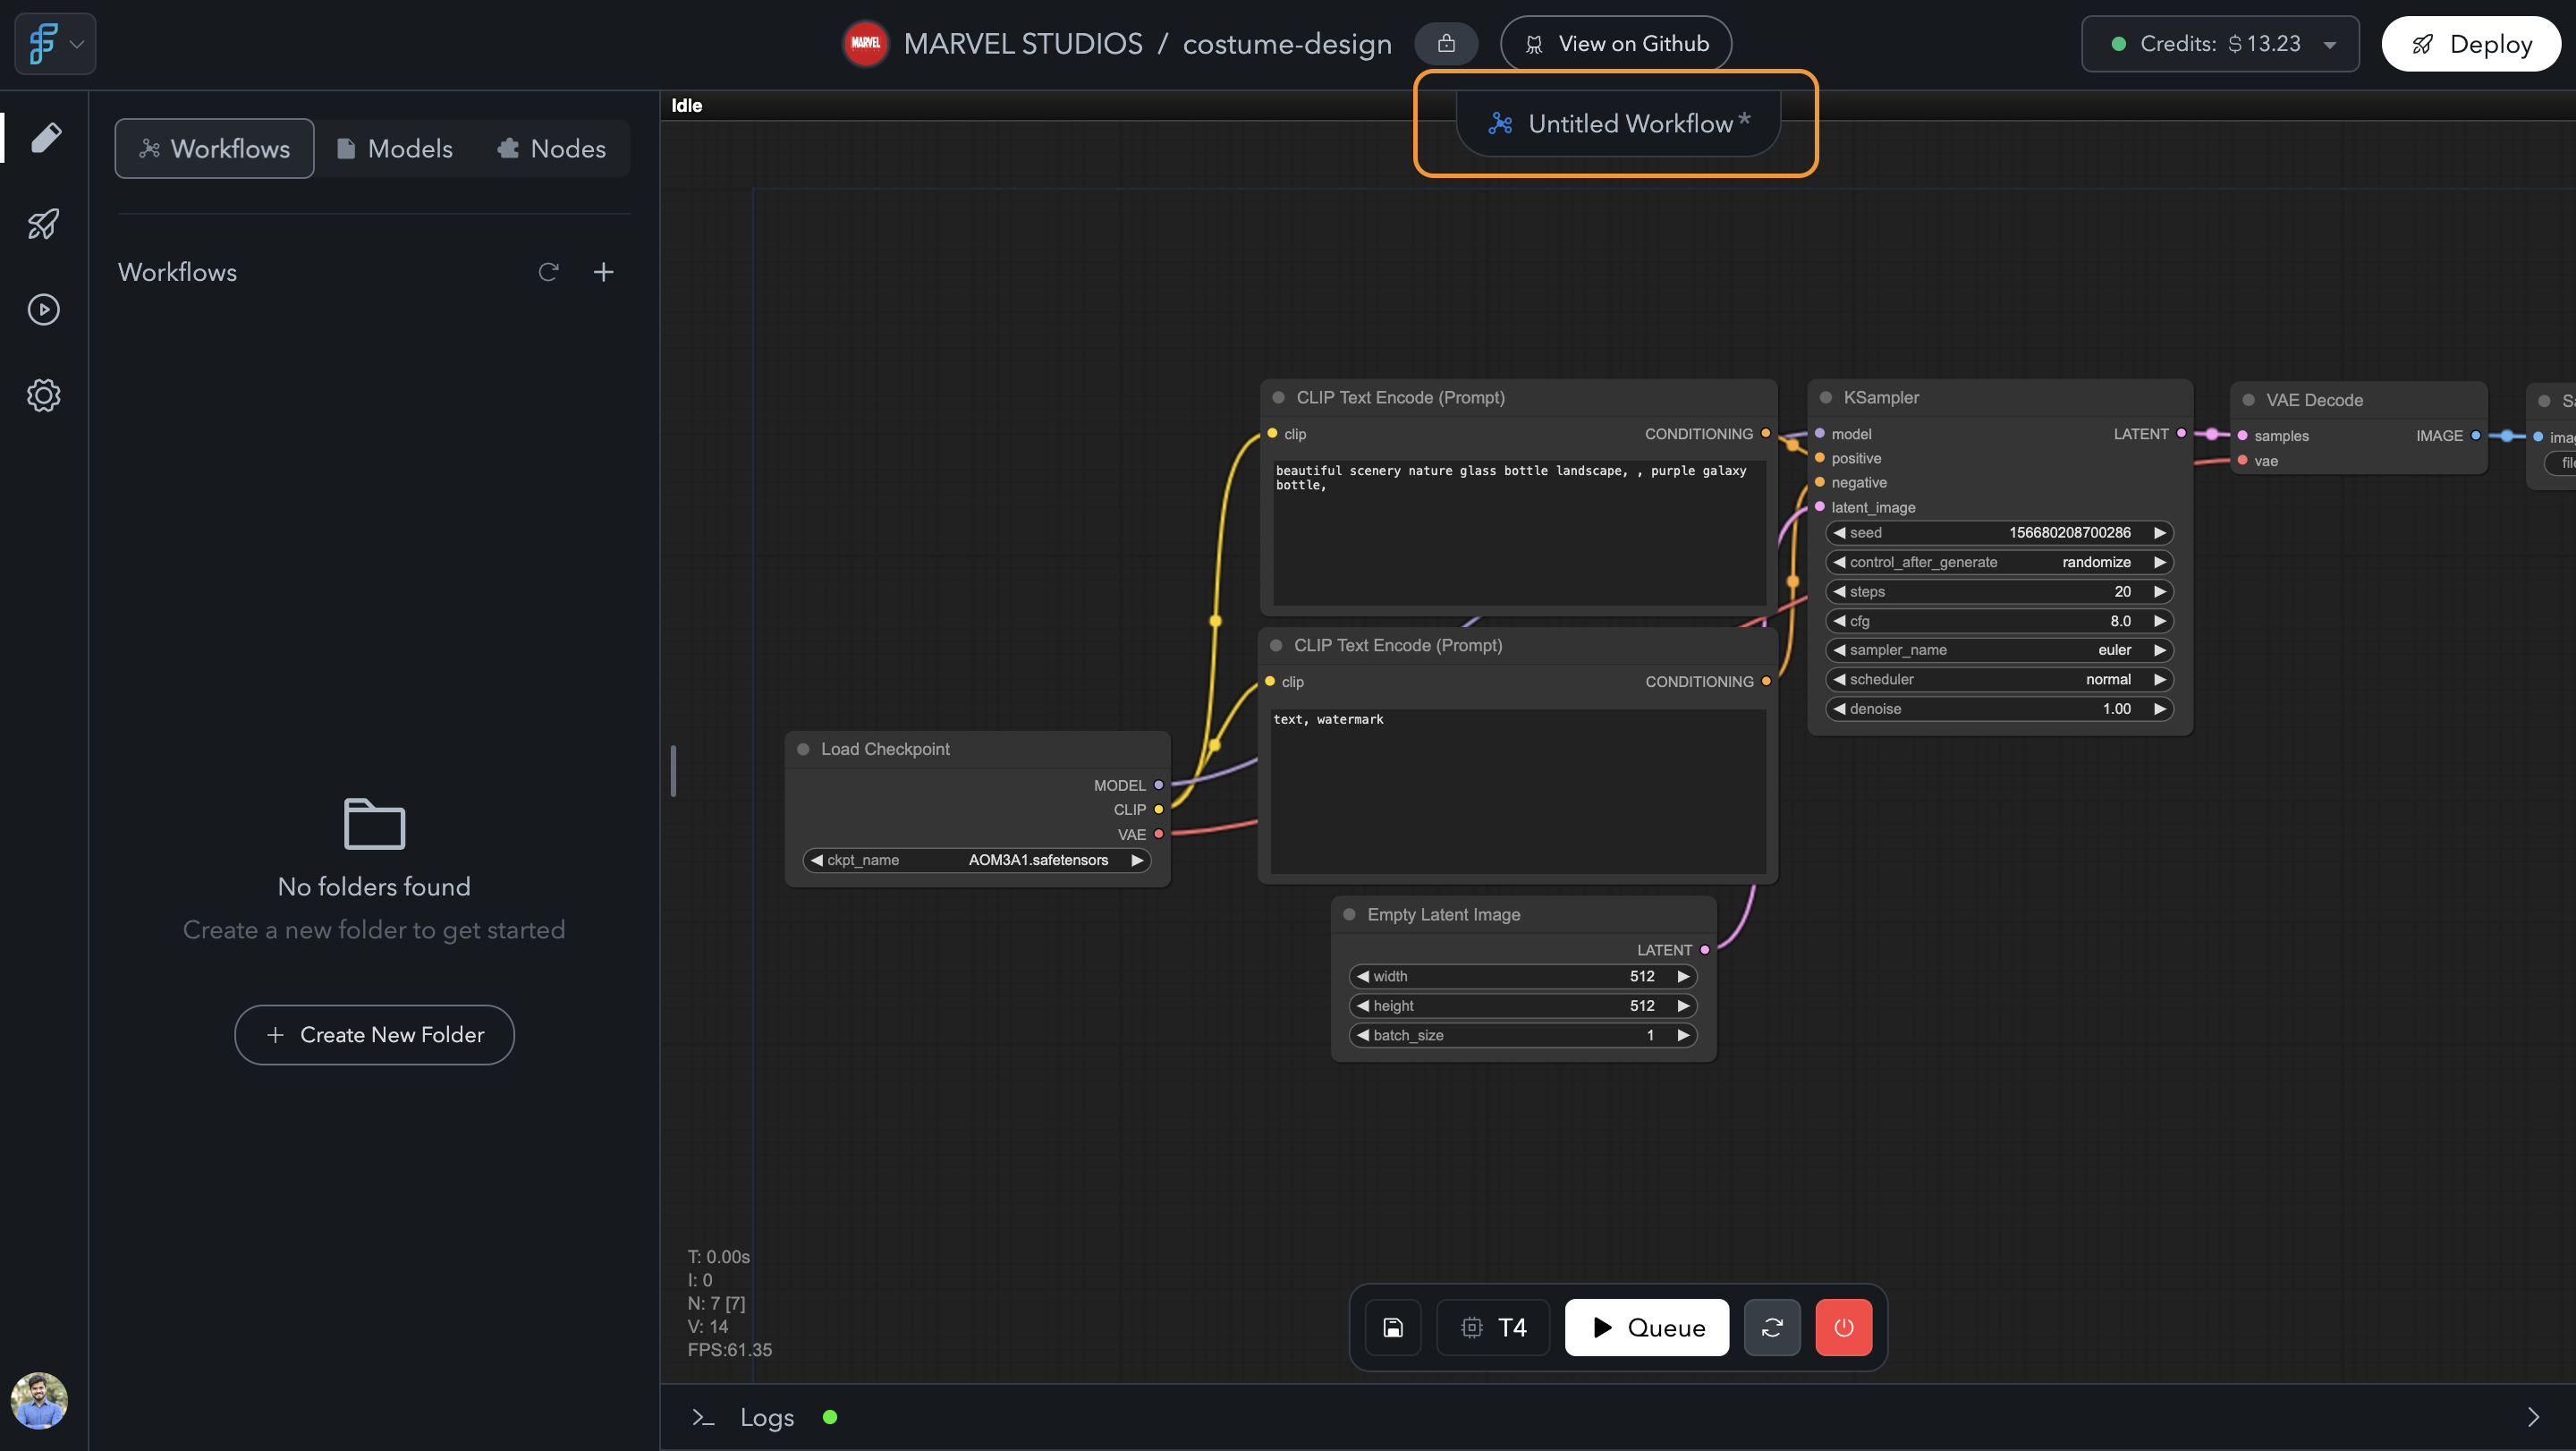 MARVEL MARVEL STUDIOS / costume-design View on Github Credits: $ 13.23 Deploy
Idle
Untitled Workflow*
Workflows Models Nodes
Workflows
No folders found
Create a new folder to get started
Create New Folder
Load Checkpoint
MODEL
CLIP
VAE
ckpt_name AOM3A1.safetensors
CLIP Text Encode (Prompt)
clip CONDITIONING
beautiful scenery nature glass bottle landscape, , purple galaxy
bottle,
CLIP Text Encode (Prompt)
clip CONDITIONING
text, watermark
Empty Latent Image
LATENT
width 512
height 512
batch_size 1
KSampler
model LATENT
positive
negative
latent_image
seed 156680208700286
control_after_generate randomize
steps 20
cfg 8.0
sampler_name euler
scheduler normal
denoise 1.00
VAE Decode
samples IMAGE
vae
T: 0.00s
I: 0
N: 7 [7]
V: 14
FPS:61.35
T4 Queue
Logs